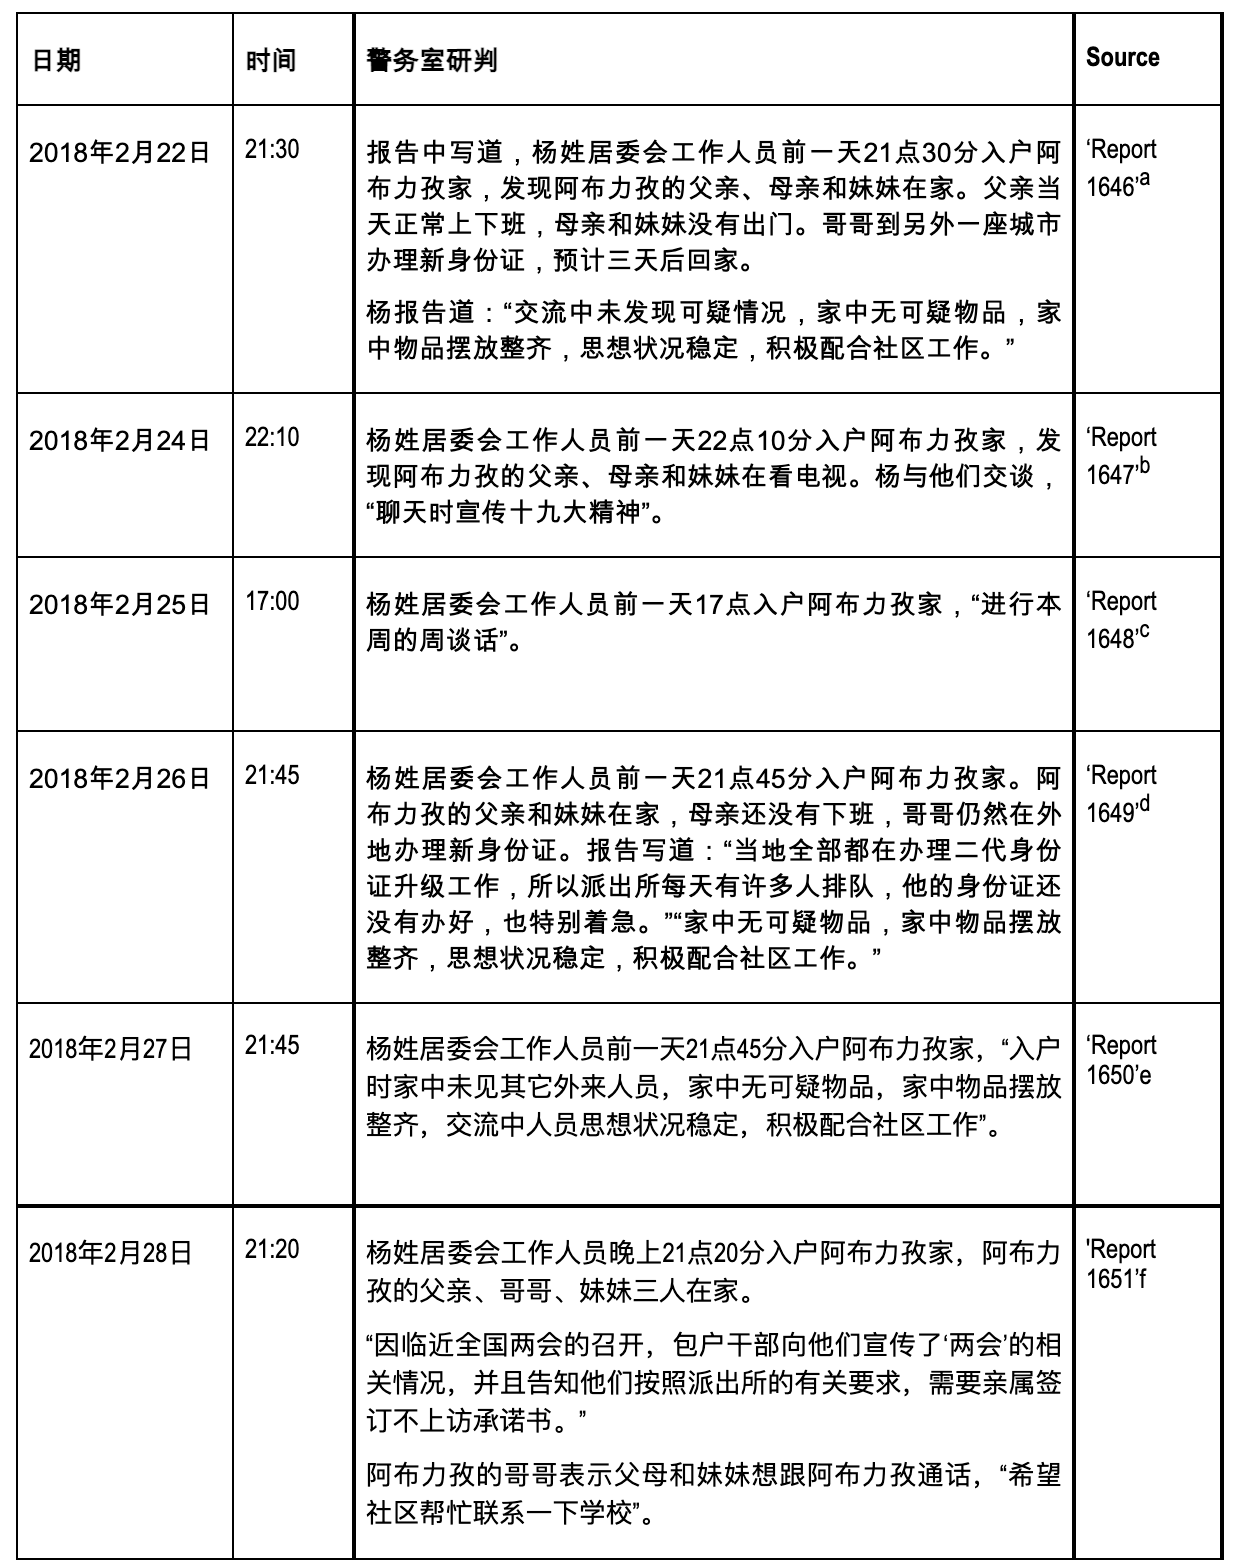 日期
时间
警务室研判
Source
2018年2月22日
21:30
报告中写道，杨姓居委会工作人员前一天21点30分入户阿
布力孜家，发现阿布力孜的父亲、母亲和妹妹在家。父亲当
天正常上下班，母亲和妹妹没有出门。哥哥到另外一座城市
办理新身份证，预计三天后回家。
杨报告道：“交流中未发现可疑情况，家中无可疑物品，家
中物品摆放整齐，思想状况稳定，积极配合社区工作。”
‘Report
1646’a
2018年2月24日
22:10
杨姓居委会工作人员前一天22点10分入户阿布力孜家，发
现阿布力孜的父亲、母亲和妹妹在看电视。杨与他们交谈，
“聊天时宣传十九大精神”。
‘Report
1647’b
2018年2月25日
17:00
杨姓居委会工作人员前一天17点入户阿布力孜家，“进行本
周的周谈话”。
‘Report
1648’c
2018年2月26日
21:45
杨姓居委会工作人员前一天21点45分入户阿布力孜家。阿
布力孜的父亲和妹妹在家，母亲还没有下班，哥哥仍然在外
地办理新身份证。报告写道：“当地全部都在办理二代身份
证升级工作，所以派出所每天有许多人排队，他的身份证还
没有办好，也特别着急。”“家中无可疑物品，家中物品摆放
整齐，思想状况稳定，积极配合社区工作。”
‘Report
1649’d
2018年2月27日
21:45
杨姓居委会工作人员前一天21点45分入户阿布力孜家，“入户
时家中未见其它外来人员，家中无可疑物品，家中物品摆放
整齐，交流中人员思想状况稳定，积极配合社区工作”。
‘Report
1650’e
2018年2月28日
21:20
杨姓居委会工作人员晚上21点20分入户阿布力孜家，阿布力
孜的父亲、哥哥、妹妹三人在家。
“因临近全国两会的召开，包户干部向他们宣传了‘两会’的相
关情况，并且告知他们按照派出所的有关要求，需要亲属签
订不上访承诺书。”
阿布力孜的哥哥表示父母和妹妹想跟阿布力孜通话，“希望
社区帮忙联系一下学校”。
'Report
1651’f